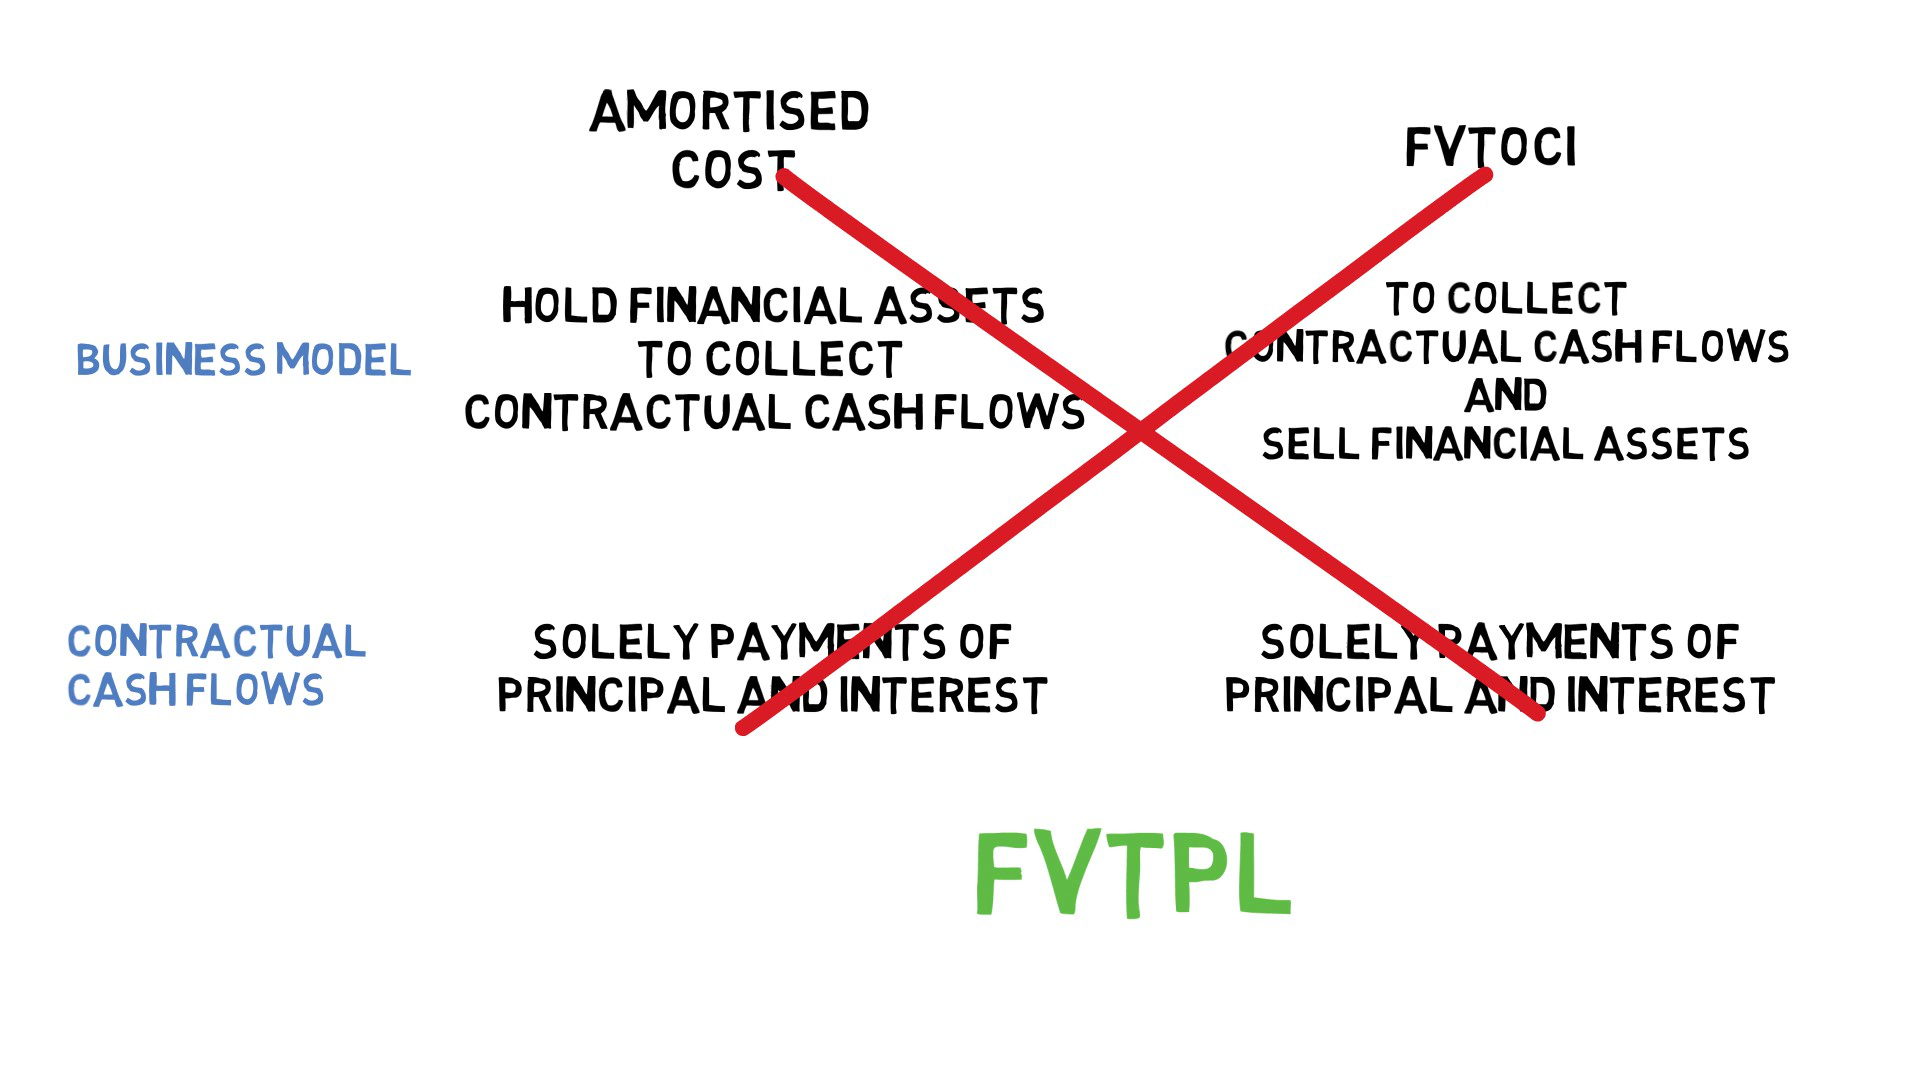 AMORTISED
COST
FVTOCI
BUSINESS MODEL
HOLD FINANCIAL ASSETS
TO COLLECT
CONTRACTUAL CASH FLOWS
TO COLLECT
CONTRACTUAL CASH FLOWS
AND
SELL FINANCIAL ASSETS
CONTRACTUAL
CASH FLOWS
SOLELY PAYMENTS OF
PRINCIPAL AND INTEREST
SOLELY PAYMENTS OF
PRINCIPAL AND INTEREST
FVTPL